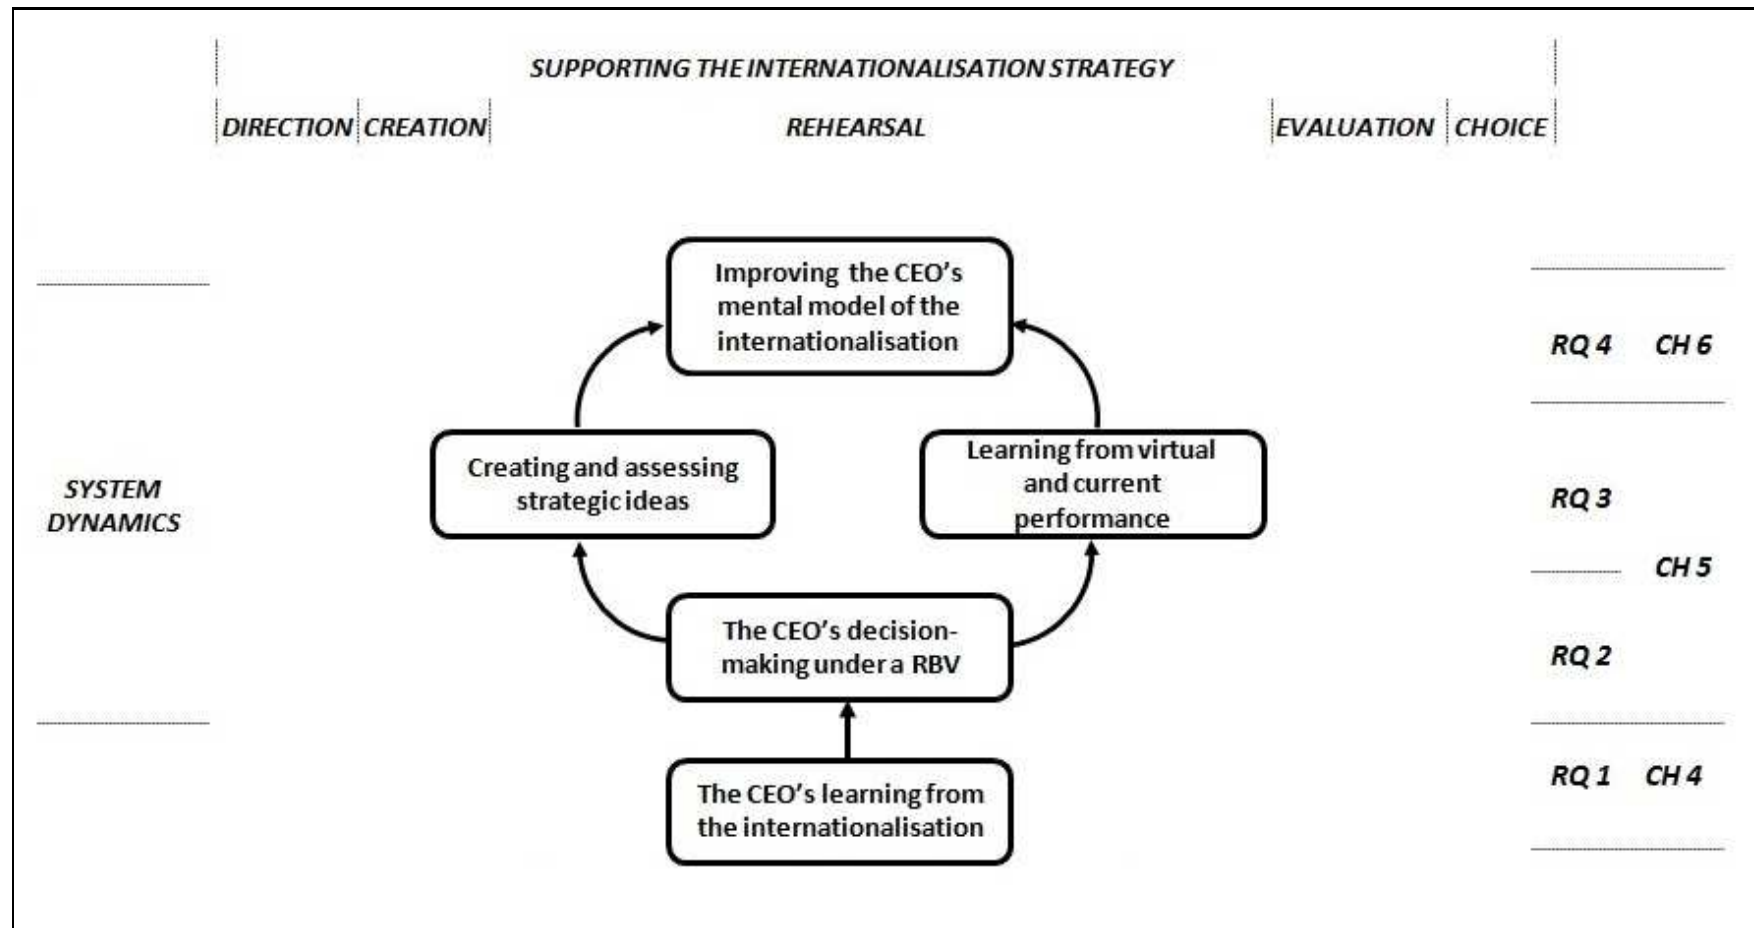 SUPPORTING THE INTERNATIONALISATION STRATEGY
DIRECTION CREATION REHEARSAL EVALUATION CHOICE
Improving the CEO's
mental model of the
internationalisation
RQ 4 CH 6
Creating and assessing
strategic ideas
Learning from virtual
and current
performance
SYSTEM
DYNAMICS
RQ 3
CH 5
The CEO's decision-
making under a RBV
RQ 2
The CEO's learning from
the internationalisation
RQ 1 CH 4